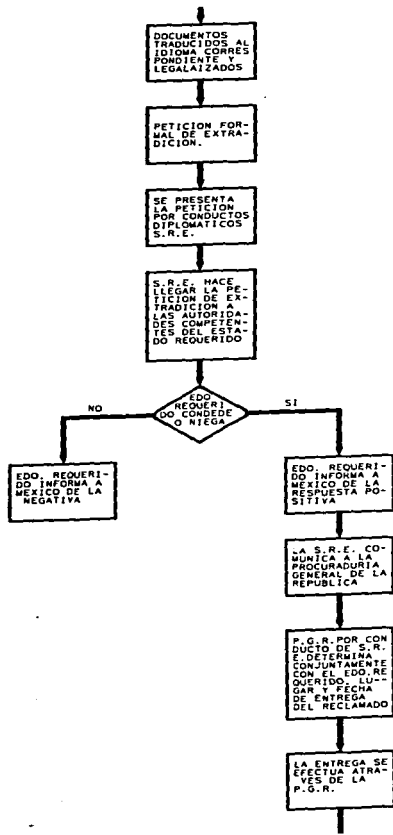 DOCUMENTOS
TRADUCIDOS AL
IDIOMA CORRES
PONDIENTE Y
LEGALAIZADOS
PETICION FOR-
MAL DE EXTRA-
DICION.
SE PRESENTA
LA PETICION
POR CONDUCTOS
DIPLOMATICOS
S.R.E.
S.R.E. HACE
LLEGAR LA PE-
TICION DE EX-
TRADICION A
LAS AUTORIDA-
DES COMPETEN-
TES DEL ESTA-
DO REQUERIDO
EDO
REQUERI
DO CONDEDE
O NIEGA
NO
SI
EDO. REQUERI-
DO INFORMA A
MEXICO DE LA
NEGATIVA
EDO. REQUERI-
DO INFORMA A
MEXICO DE LA
RESPUESTA PO-
SITIVA
LA S.R.E. CO-
MUNICA A LA
PROCURADURIA
GENERAL DE LA
REPUBLICA
P.G.R.POR CON
DUCTO DE S.R.
E.DETERMINA
CONJUNTAMENTE
CON EL EDO.RE
QUERIDO, LU--
GAR Y FECHA
DE ENTREGA
DEL RECLAMADO
LA ENTREGA SE
EFECTUA ATRA-
VES DE LA
P.G.R.